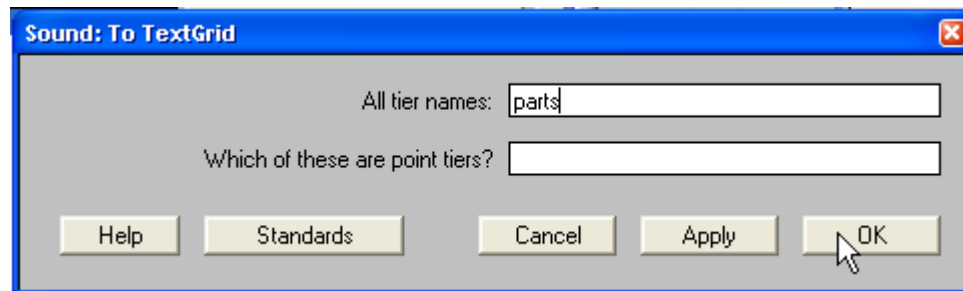 Sound: To TextGrid
All tier names: parts
Which of these are point tiers?
Help Standards Cancel Apply OK